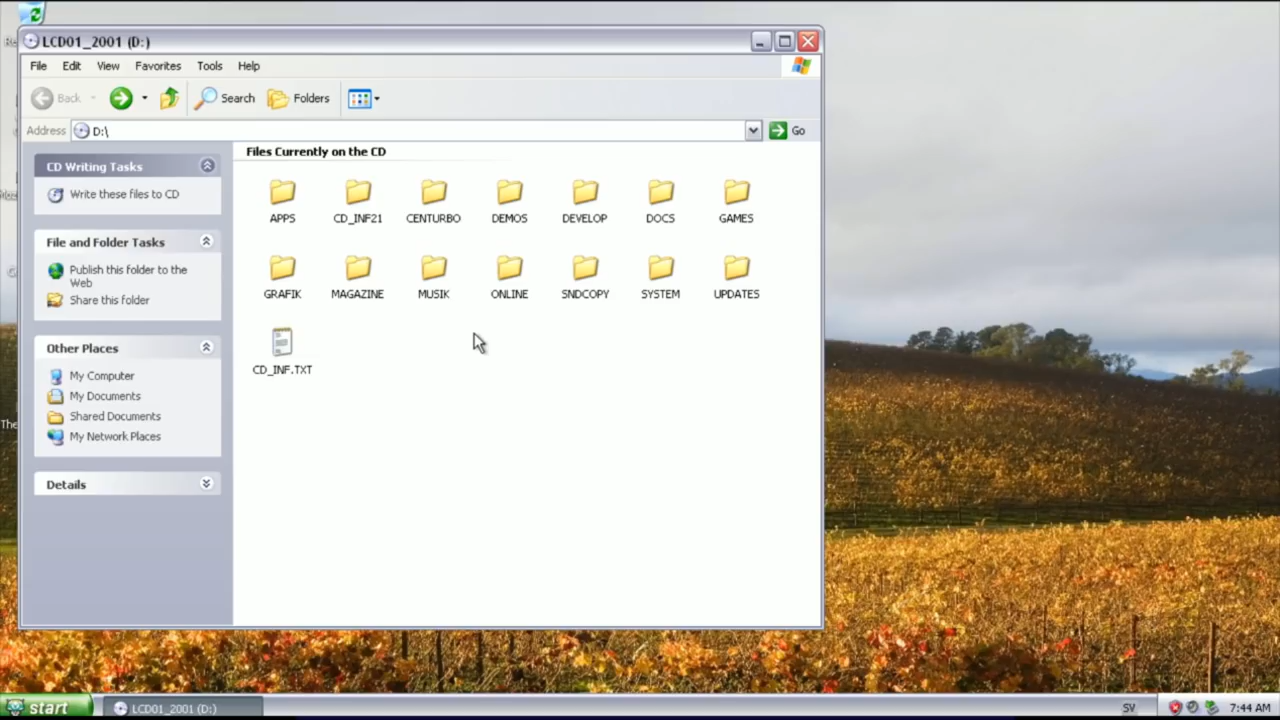 LCD01_2001 (D:)
File Edit View Favorites Tools Help
Back Search Folders
Address D:\ Go
CD Writing Tasks
Write these files to CD
File and Folder Tasks
Publish this folder to the
Web
Share this folder
Other Places
My Computer
My Documents
Shared Documents
My Network Places
Details
Files Currently on the CD
APPS CD_INF21 CENTURBO DEMOS DEVELOP DOCS GAMES
GRAFIK MAGAZINE MUSIK ONLINE SNDCOPY SYSTEM UPDATES
CD_INF.TXT
The
start LCD01_2001 (D:) SV 7:44 AM